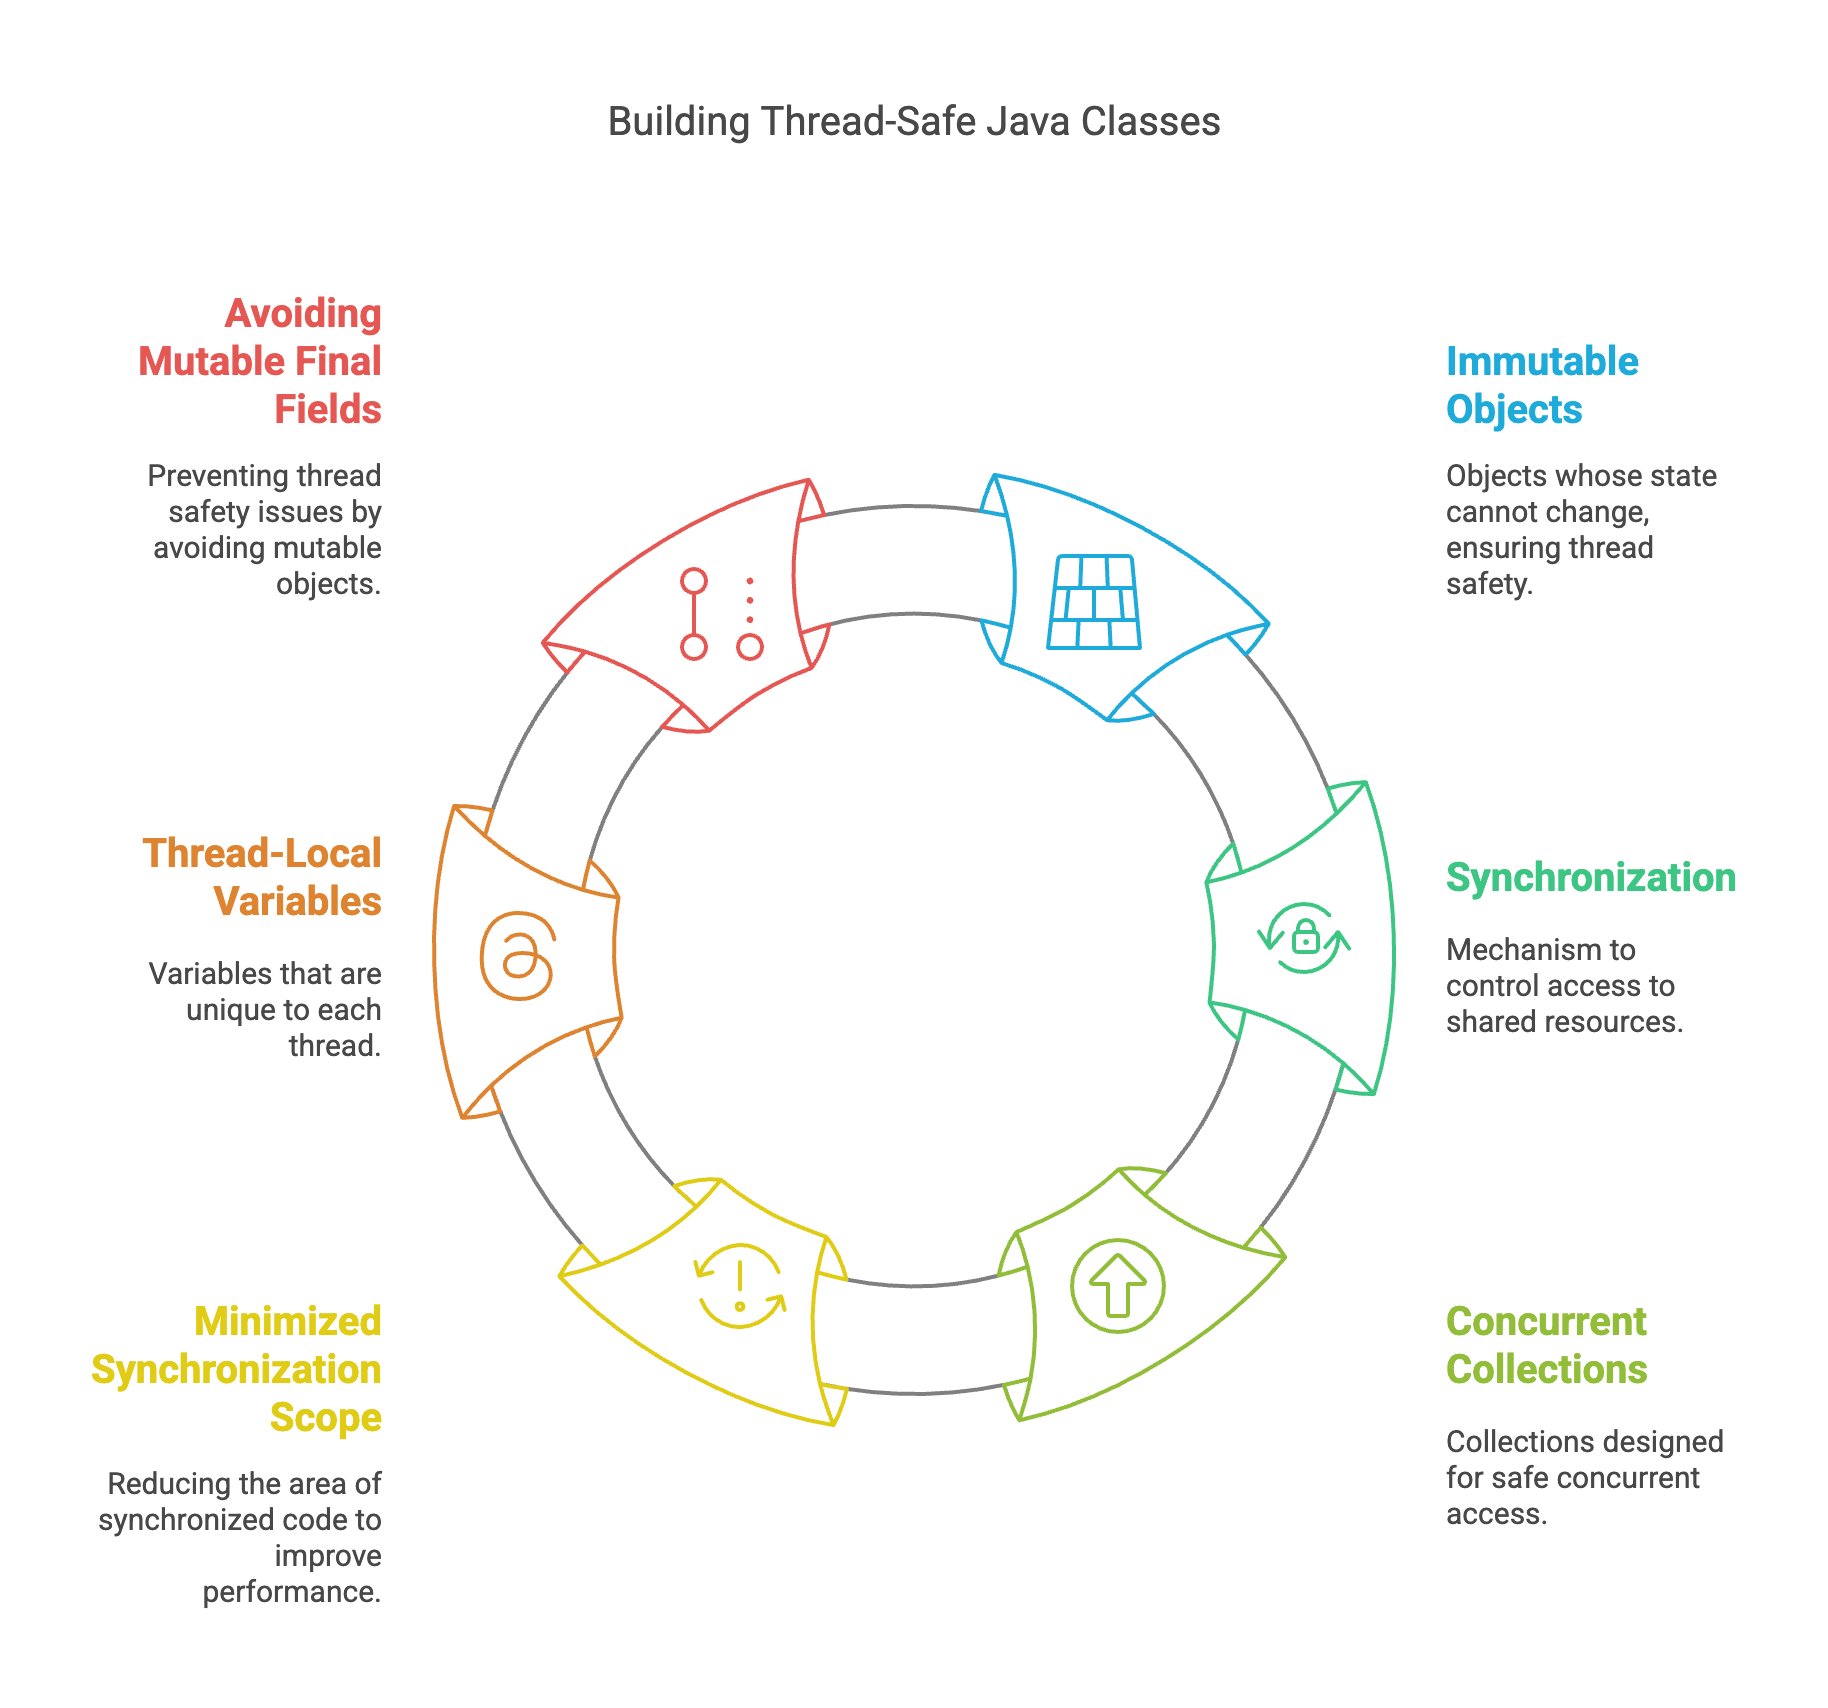 Building Thread-Safe Java Classes
Avoiding
Mutable Final
Fields
Preventing thread
safety issues by
avoiding mutable
objects.
Immutable
Objects
Objects whose state
cannot change,
ensuring thread
safety.
Thread-Local
Variables
Variables that are
unique to each
thread.
Synchronization
Mechanism to
control access to
shared resources.
Minimized
Synchronization
Scope
Reducing the area of
synchronized code to
improve
performance.
Concurrent
Collections
Collections designed
for safe concurrent
access.